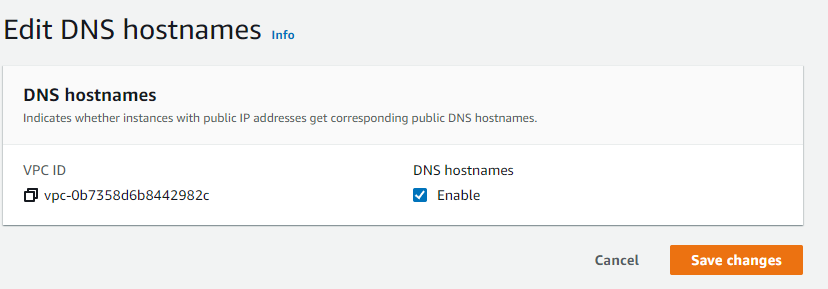 Edit DNS hostnames Info
DNS hostnames
Indicates whether instances with public IP addresses get corresponding public DNS hostnames.
VPC ID
vpc-0b7358d6b8442982c
DNS hostnames
Enable
Cancel
Save changes